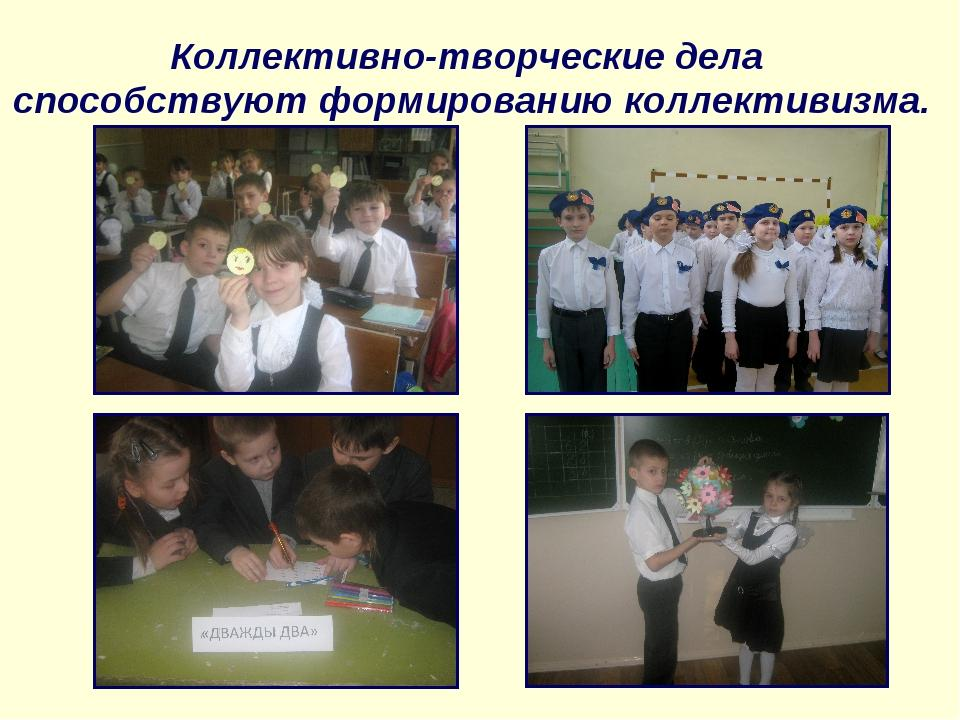 Коллективно-творческие дела
способствуют формированию коллективизма.
«ДВАЖДЫ ДВА»